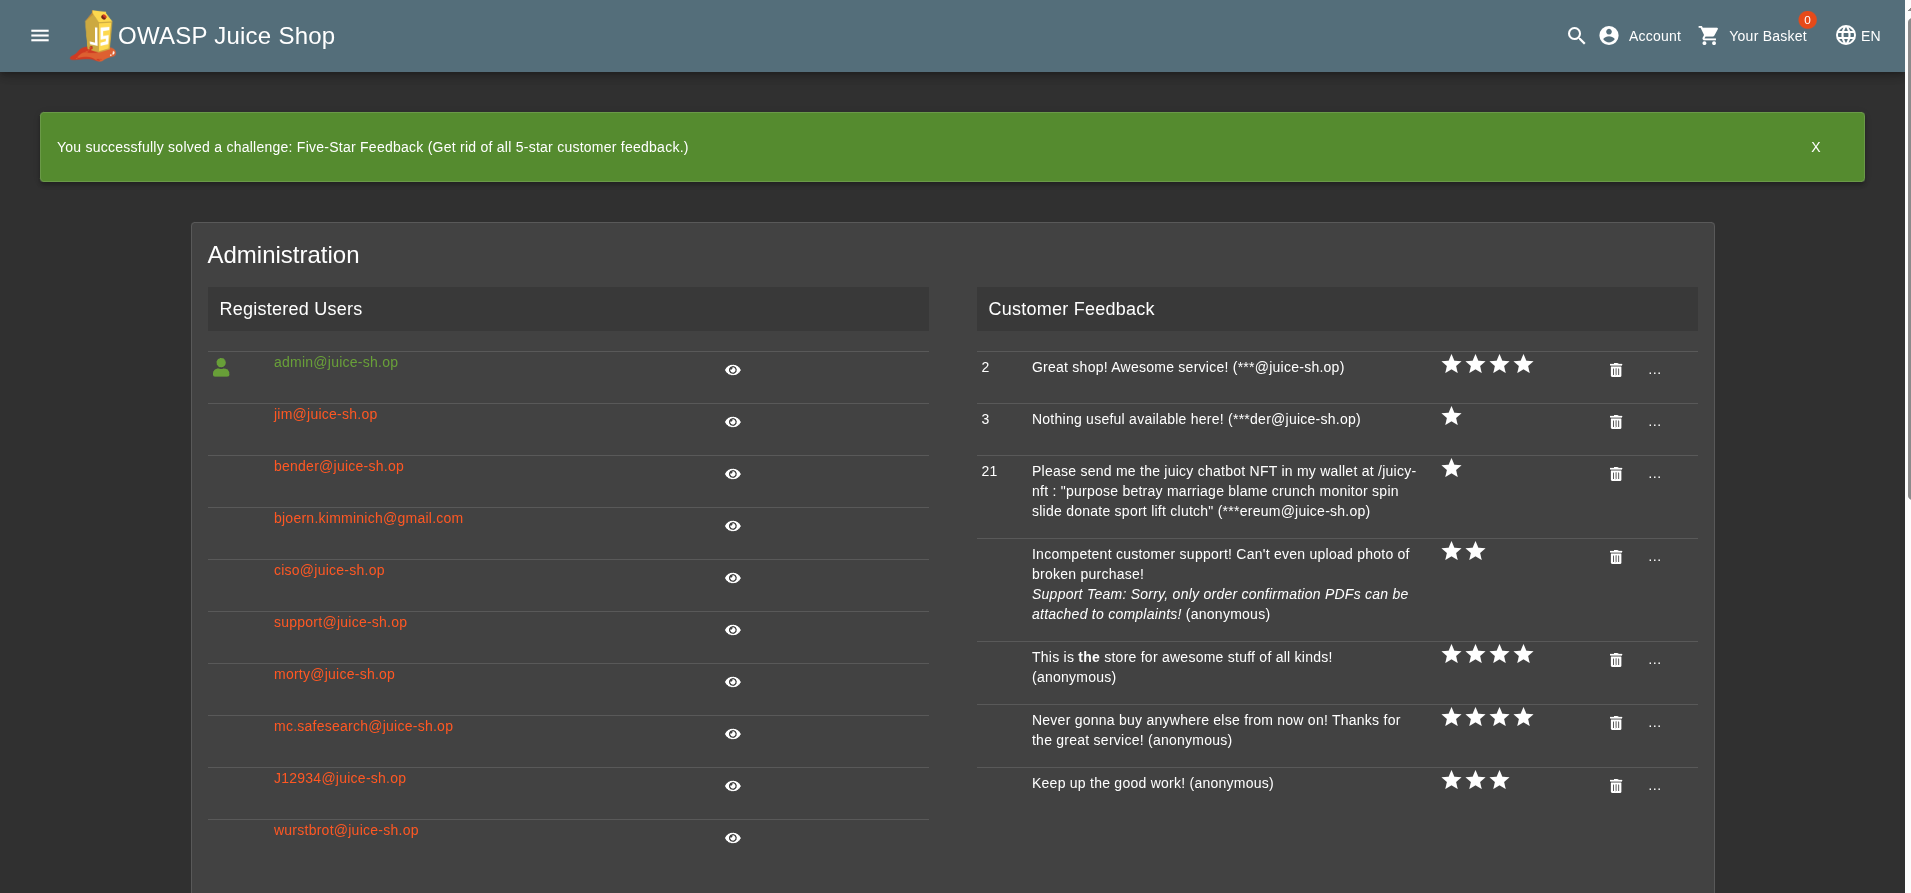 OWASP Juice Shop
Account
Your Basket
0
EN
You successfully solved a challenge: Five-Star Feedback (Get rid of all 5-star customer feedback.)
X
Administration
Registered Users
admin@juice-sh.op
jim@juice-sh.op
bender@juice-sh.op
bjoern.kimminich@gmail.com
ciso@juice-sh.op
support@juice-sh.op
morty@juice-sh.op
mc.safesearch@juice-sh.op
J12934@juice-sh.op
wurstbrot@juice-sh.op
Customer Feedback
2 Great shop! Awesome service! (***@juice-sh.op) ...
3 Nothing useful available here! (***der@juice-sh.op) ...
21 Please send me the juicy chatbot NFT in my wallet at /juicy- ...
nft : "purpose betray marriage blame crunch monitor spin
slide donate sport lift clutch" (***ereum@juice-sh.op)
Incompetent customer support! Can't even upload photo of ...
broken purchase!
Support Team: Sorry, only order confirmation PDFs can be
attached to complaints! (anonymous)
This is the store for awesome stuff of all kinds! ...
(anonymous)
Never gonna buy anywhere else from now on! Thanks for ...
the great service! (anonymous)
Keep up the good work! (anonymous) ...